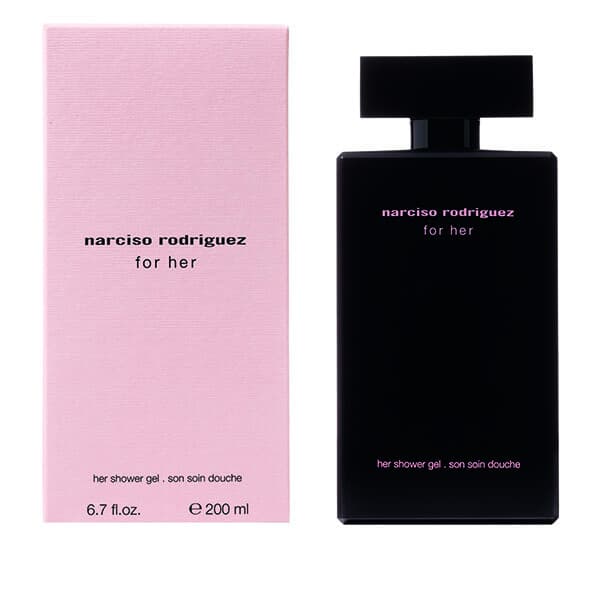 narciso rodriguez
for her
her shower gel . son soin douche
6.7 fl.oz. ℮ 200 ml
narciso rodriguez
for her
her shower gel . son soin douche